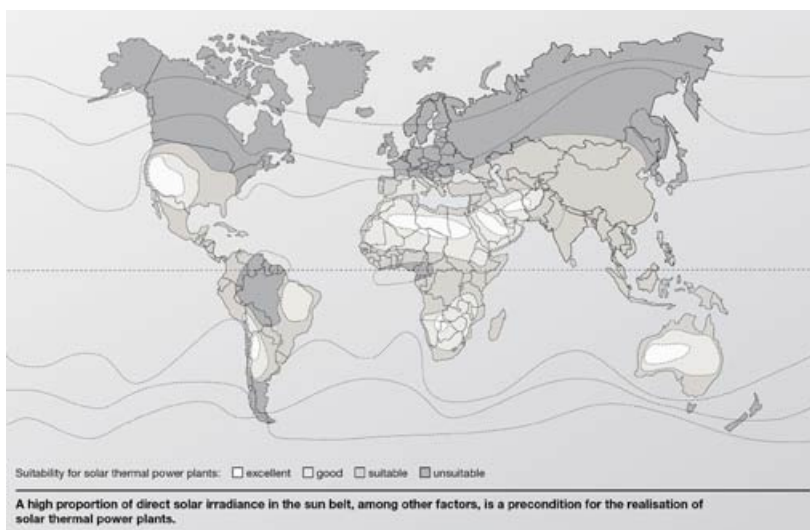 Suitability for solar thermal power plants: excellent good suitable unsuitable
A high proportion of direct solar irradiance in the sun belt, among other factors, is a precondition for the realisation of
solar thermal power plants.